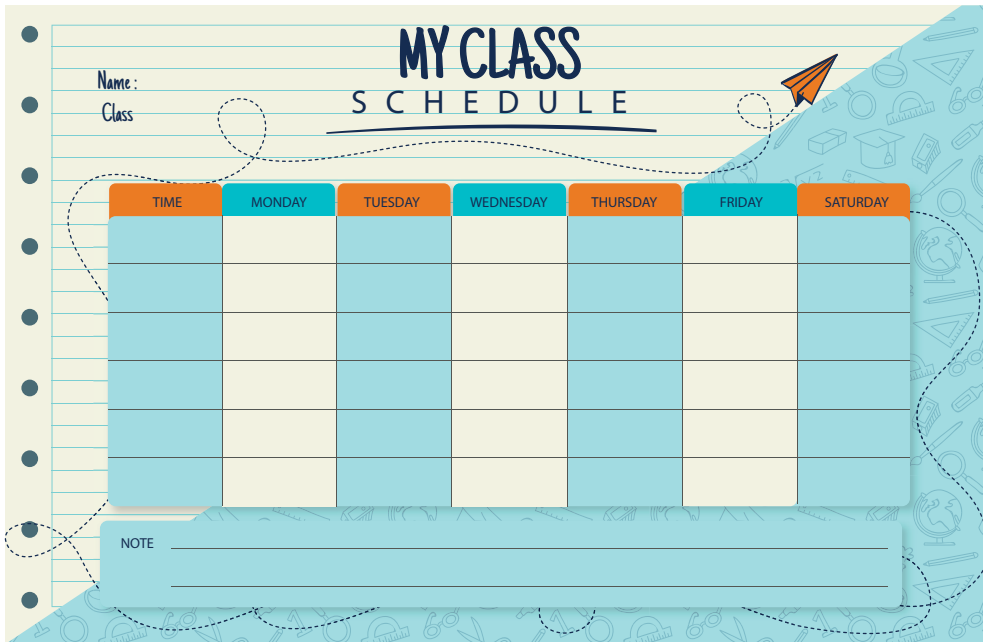 MY CLASS
SCHEDULE
Name :
Class
TIME MONDAY TUESDAY WEDNESDAY THURSDAY FRIDAY SATURDAY
NOTE